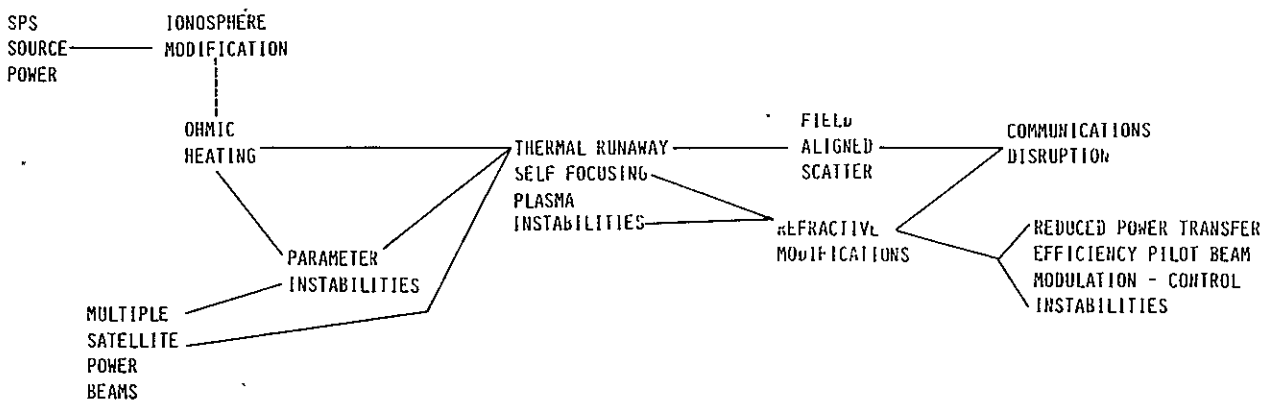 SPS
SOURCE
POWER
IONOSPHERE
MODIFICATION
OHMIC
HEATING
PARAMETER
INSTABILITIES
MULTIPLE
SATELLITE
POWER
BEAMS
THERMAL RUNAWAY
SELF FOCUSING
PLASMA
INSTABILITIES
FIELD
ALIGNED
SCATTER
REFRACTIVE
MODIFICATIONS
COMMUNICATIONS
DISRUPTION
REDUCED POWER TRANSFER
EFFICIENCY PILOT BEAM
MODULATION - CONTROL
INSTABILITIES